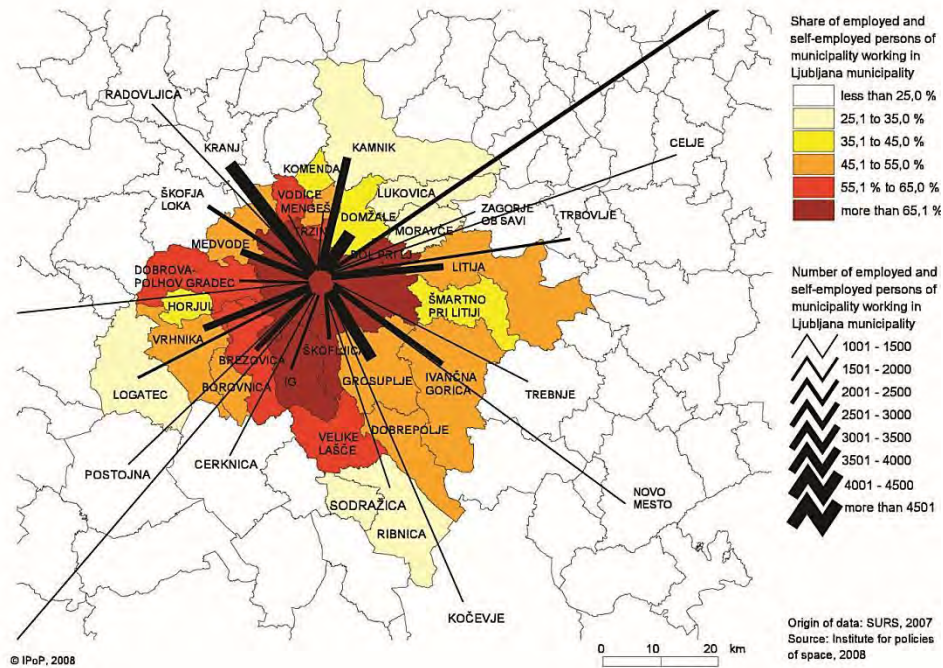 RADOVLJICA
KRANJ
KAMNIK
CELJE
KOMENDA
ŠKOFJA
LOKA
VODICE
LUKOVICA
MENGEŠ
DOMŽALE
ZAGORJE
OB SAVI
TRBOVLJE
TRZIN
MORAVČE
MEDVODE
DOL PRI LJ.
LITIJA
DOBROVA-
POLHOV GRADEC
HORJUL
ŠMARTNO
PRI LITIJI
VRHNIKA
BREZOVICA
ŠKOFLJICA
LOGATEC
BOROVNICA
IG
GROSUPLJE
IVANČNA
GORICA
TREBNJE
DOBREPOLJE
VELIKE
LAŠČE
POSTOJNA
CERKNICA
NOVO
MESTO
SODRAŽICA
RIBNICA
KOČEVJE
© IPoP, 2008
0 10 20 km
Share of employed and
self-employed persons of
municipality working in
Ljubljana municipality
less than 25,0 %
25,1 to 35,0 %
35,1 to 45,0 %
45,1 to 55,0 %
55,1 % to 65,0 %
more than 65,1 %
Number of employed and
self-employed persons of
municipality working in
Ljubljana municipality
1001 - 1500
1501 - 2000
2001 - 2500
2501 - 3000
3001 - 3500
3501 - 4000
4001 - 4500
more than 4501
Origin of data: SURS, 2007
Source: Institute for policies
of space, 2008